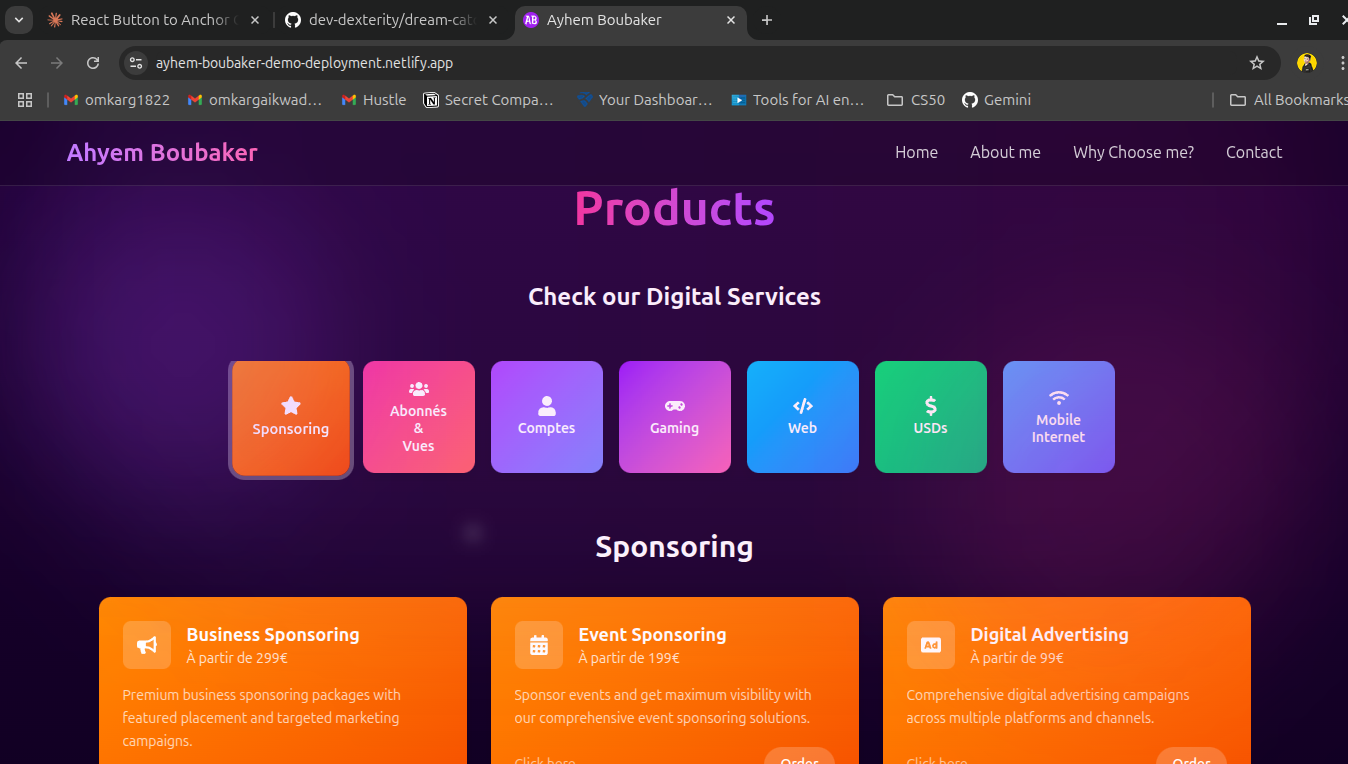 React Button to Anchor
dev-dexterity/dream-cat
AB Ayhem Boubaker
ayhem-boubaker-demo-deployment.netlify.app
omkarg1822
omkargaikwad…
Hustle
Secret Compa…
Your Dashboar…
Tools for AI en…
CS50
Gemini
All Bookmarks
Ahyem Boubaker
Home
About me
Why Choose me?
Contact
Products
Check our Digital Services
Sponsoring
Abonnés
&
Vues
Comptes
Gaming
Web
USDs
Mobile
Internet
Sponsoring
Business Sponsoring
À partir de 299€
Premium business sponsoring packages with
featured placement and targeted marketing
campaigns.
Event Sponsoring
À partir de 199€
Sponsor events and get maximum visibility with
our comprehensive event sponsoring solutions.
Click here
Order
Ad
Digital Advertising
À partir de 99€
Comprehensive digital advertising campaigns
across multiple platforms and channels.
Click here
Order